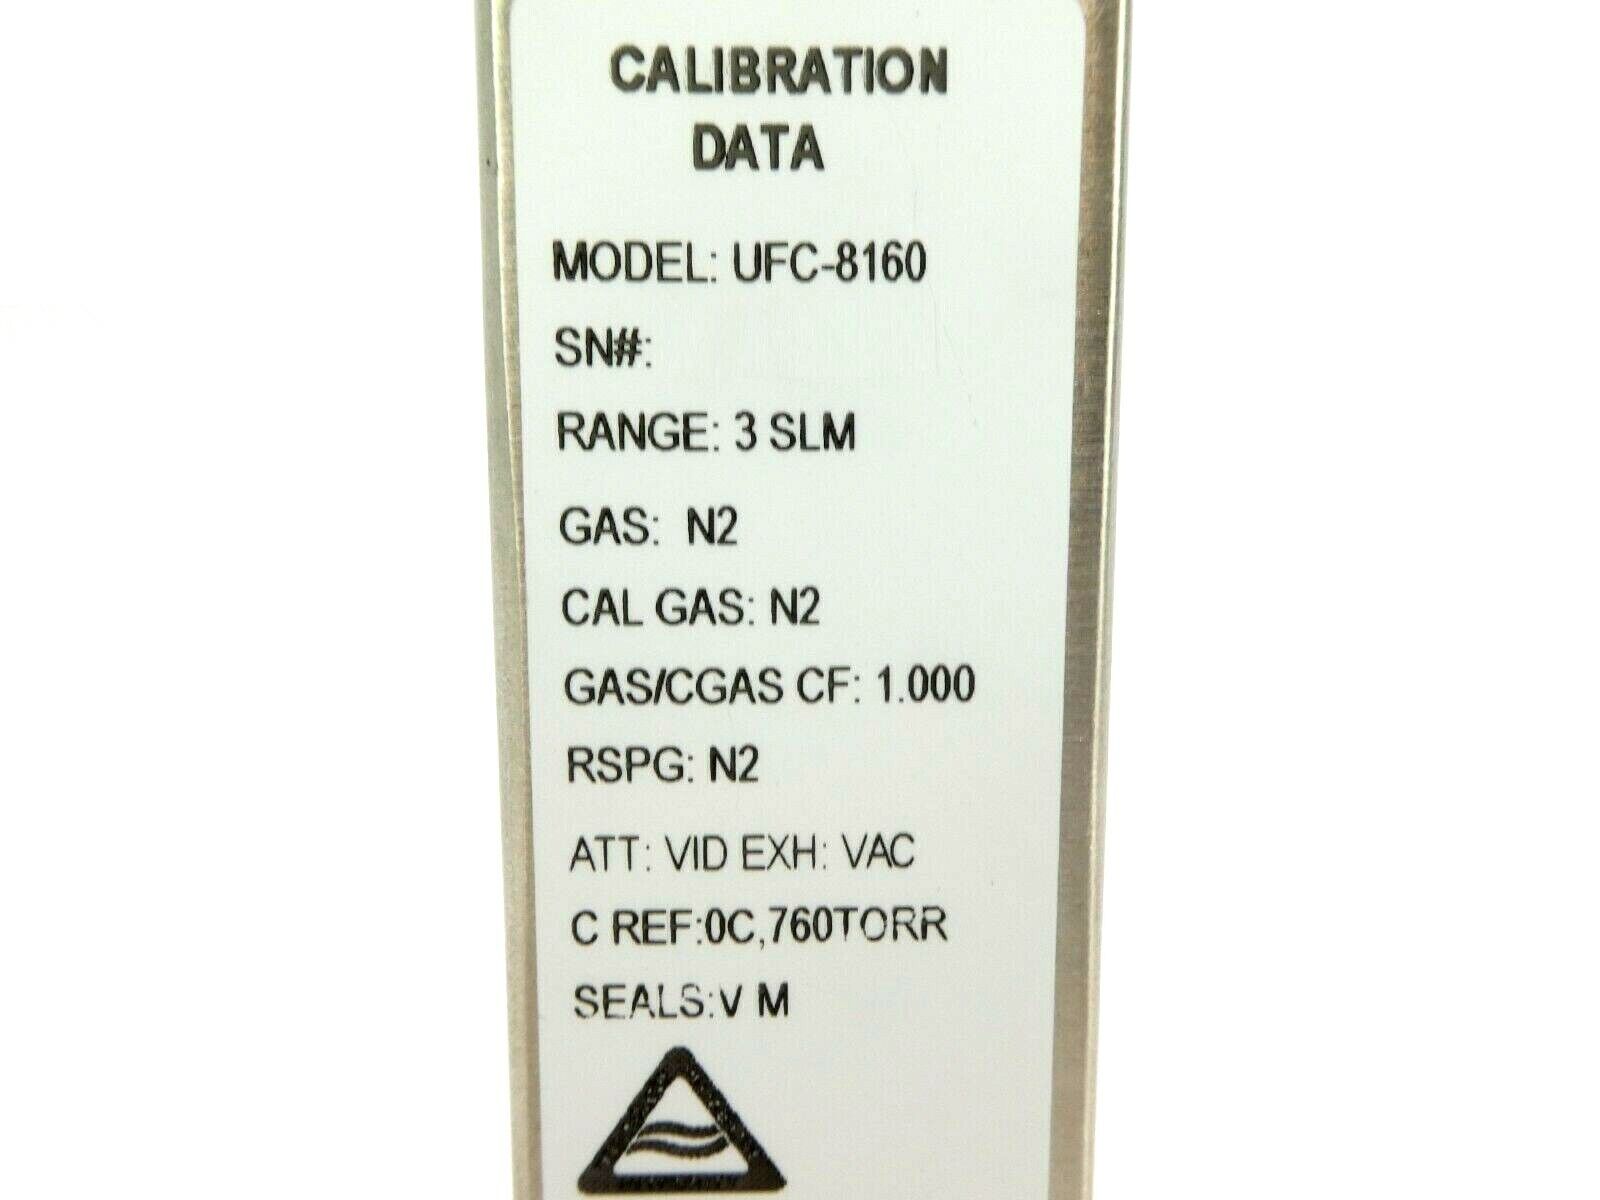 CALIBRATION
DATA
MODEL: UFC-8160
SN#:
RANGE: 3 SLM
GAS: N2
CAL GAS: N2
GAS/CGAS CF: 1.000
RSPG: N2
ATT: VID EXH: VAC
C REF:0C,760TORR
SEALS:V M